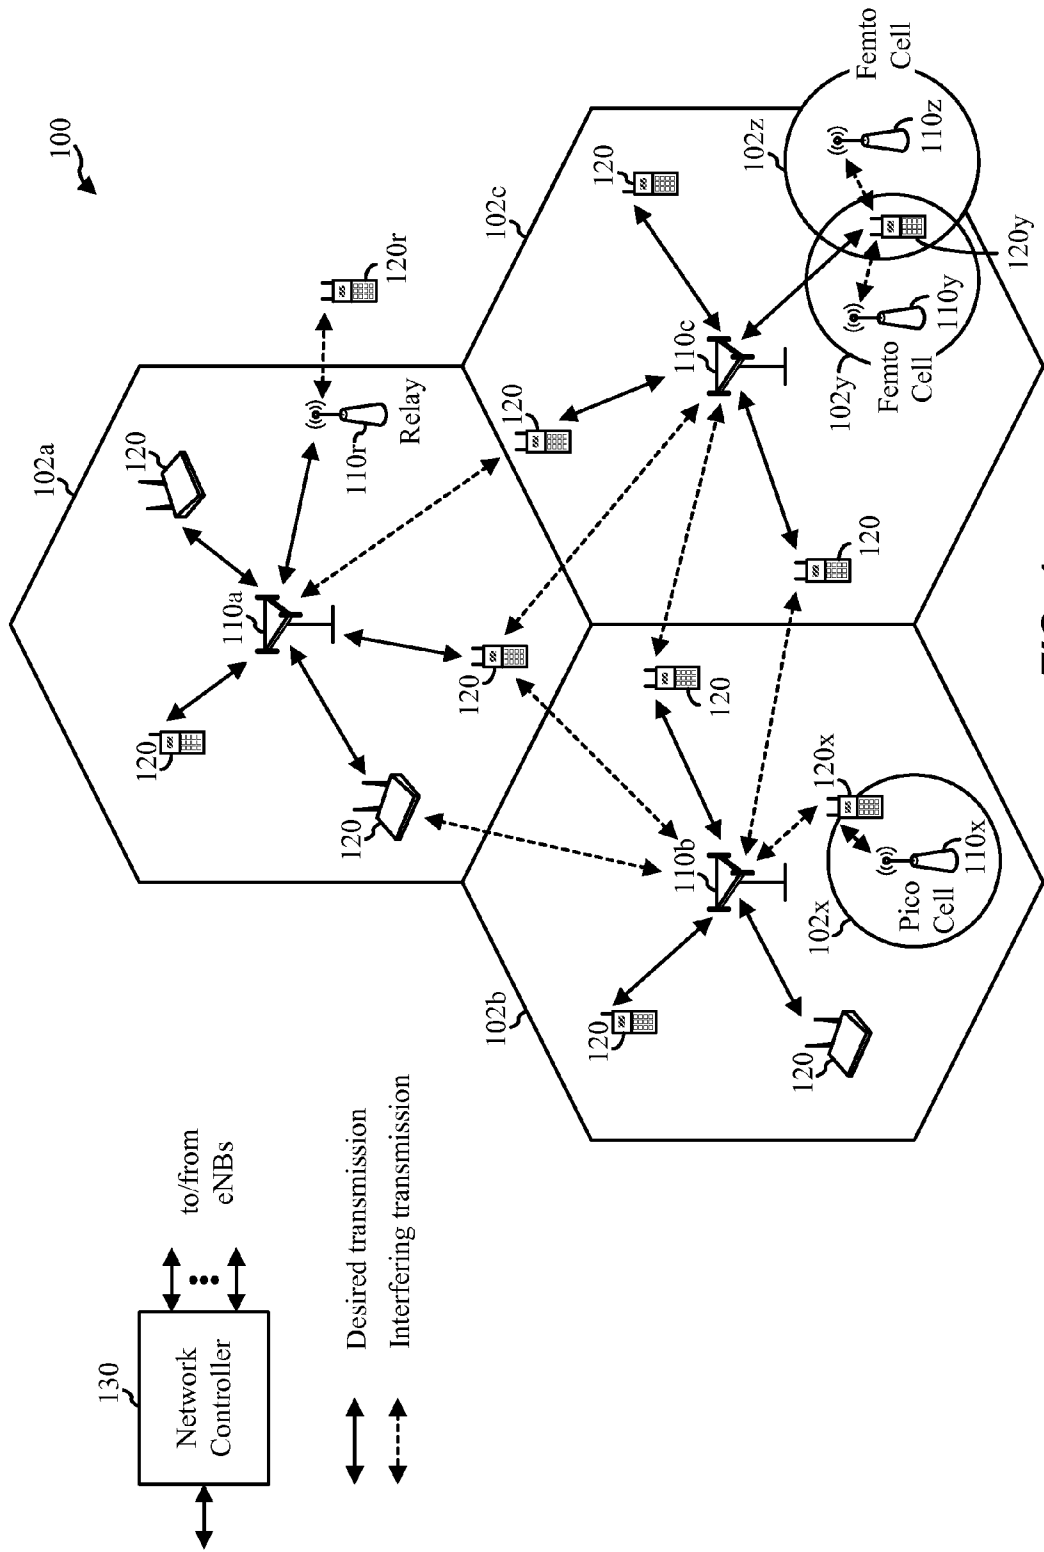 100
130
Network
Controller
to/from
eNBs
Desired transmission
Interfering transmission
102a
120
120
110a
120
120
110r
Relay
120r
120
102b
120
120
110b
120
120x
102x
Pico
Cell
110x
102c
120
120
110c
120
102y
Femto
Cell
110y
120y
102z
110z
Femto
Cell